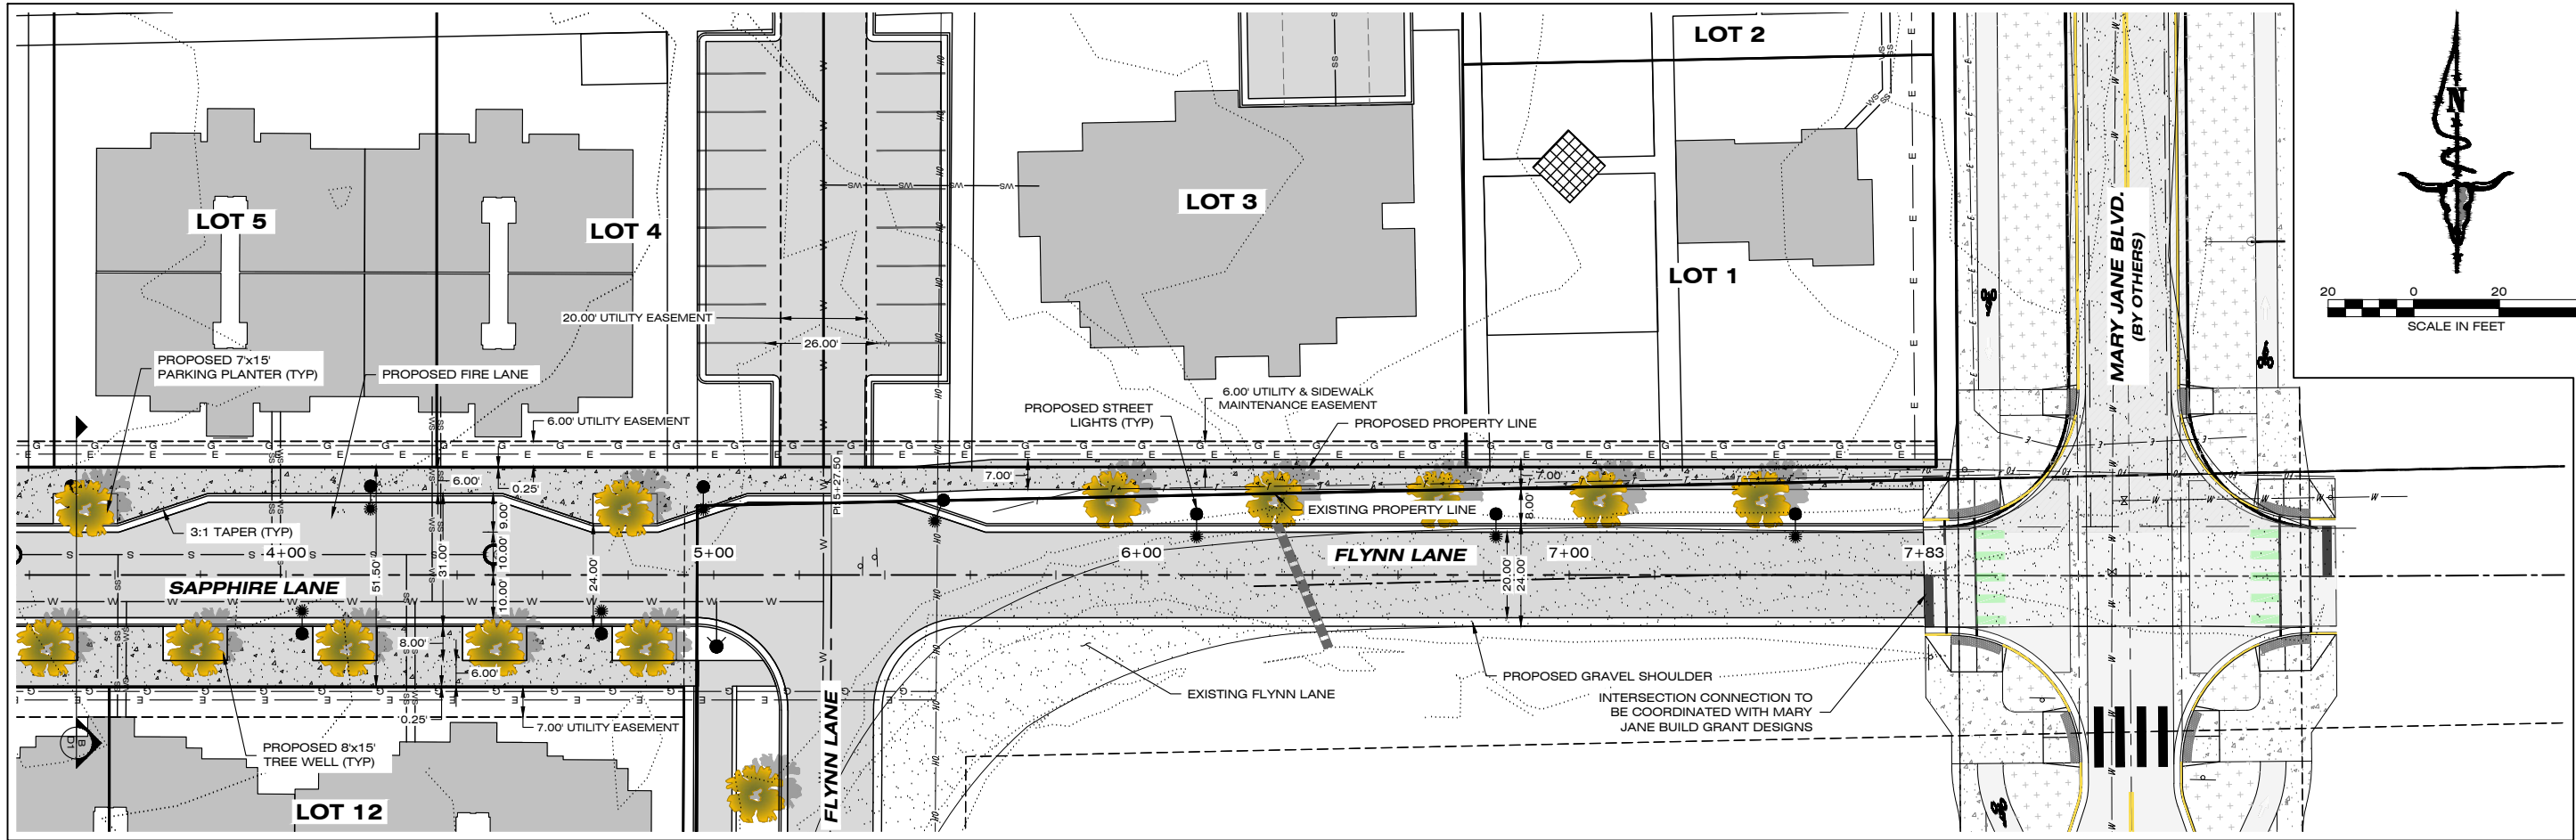 LOT 2
N
20 0 20
SCALE IN FEET
LOT 5
LOT 4
LOT 3
LOT 1
MARY JANE BLVD.
(BY OTHERS)
20.00' UTILITY EASEMENT
26.00'
PROPOSED 7'x15'
PARKING PLANTER (TYP)
PROPOSED FIRE LANE
6.00' UTILITY EASEMENT
PROPOSED STREET
LIGHTS (TYP)
6.00' UTILITY & SIDEWALK
MAINTENANCE EASEMENT
PROPOSED PROPERTY LINE
6.00'
0.25'
7.00'
7.00'
PI 5+27.50
9.00'
8.00'
EXISTING PROPERTY LINE
3:1 TAPER (TYP)
4+00
5+00
6+00
FLYNN LANE
7+00
7+83
SAPPHIRE LANE
51.50'
31.00'
10.00'
10.00'
24.00'
20.00'
24.00'
8.00'
6.00'
0.25'
7.00' UTILITY EASEMENT
PROPOSED 8'x15'
TREE WELL (TYP)
LOT 12
B
D1
FLYNN LANE
EXISTING FLYNN LANE
PROPOSED GRAVEL SHOULDER
INTERSECTION CONNECTION TO
BE COORDINATED WITH MARY
JANE BUILD GRANT DESIGNS